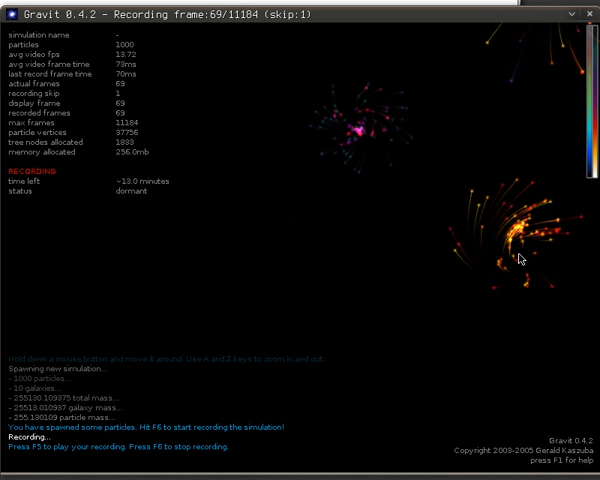 Gravit 0.4.2 - Recording frame:69/11184 (skip:1)
simulation name -
particles 1000
avg video fps 13.72
avg video frame time 73ms
last record frame time 70ms
actual frames 69
recording skip 1
display frame 69
recorded frames 69
max frames 11184
particle vertices 37756
tree nodes allocated 1833
memory allocated 256.0mb
RECORDING
time left ~13.0 minutes
status dormant
Hold down a mouse button and move it around. Use A and Z keys to zoom in and out.
Spawning new simulation...
- 1000 particles...
- 10 galaxies...
- 255130.109375 total mass...
- 25513.010937 galaxy mass...
- 255.130109 particle mass...
You have spawned some particles. Hit F6 to start recording the simulation!
Recording...
Press F5 to play your recording. Press F6 to stop recording.
Gravit 0.4.2
Copyright 2003-2005 Gerald Kaszuba
press F1 for help